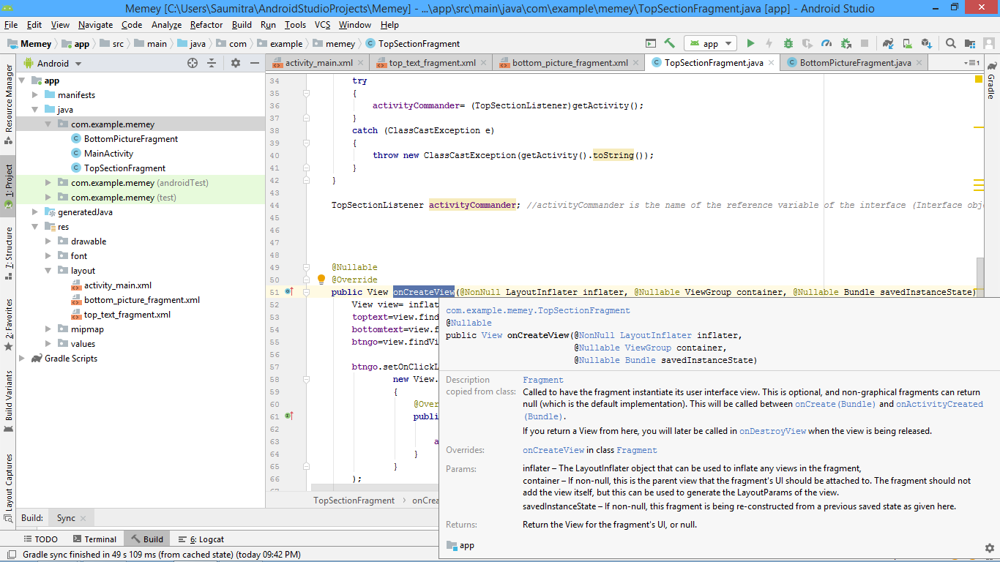 Memey [C:\Users\Saumitra\AndroidStudioProjects\Memey] - ...\app\src\main\java\com\example\memey\TopSectionFragment.java [app] - Android Studio
File Edit View Navigate Code Analyze Refactor Build Run Tools VCS Window Help
Memey app src main java com example memey TopSectionFragment
app
Android
activity_main.xml top_text_fragment.xml bottom_picture_fragment.xml TopSectionFragment.java BottomPictureFragment.java
Resource Manager
1: Project
7: Structure
2: Favorites
Build Variants
Layout Captures
Gradle
app
manifests
java
com.example.memey
BottomPictureFragment
MainActivity
TopSectionFragment
com.example.memey (androidTest)
com.example.memey (test)
generatedJava
res
drawable
font
layout
activity_main.xml
bottom_picture_fragment.xml
top_text_fragment.xml
mipmap
values
Gradle Scripts
34 try
35 {
36 activityCommander= (TopSectionListener)getActivity();
37 }
38 catch (ClassCastException e)
39 {
40 throw new ClassCastException(getActivity().toString());
41 }
42 }
43
44 TopSectionListener activityCommander; //activityCommander is the name of the reference variable of the interface (Interface obj
45
46
47
48
49 @Nullable
50 @Override
51 public View onCreateView(@NonNull LayoutInflater inflater, @Nullable ViewGroup container, @Nullable Bundle savedInstanceState)
52 View view= inflat
53 toptext=view.find
54 bottomtext=view.f
55 btngo=view.findVi
56
57 btngo.setOnClickL
58 new View.
59 {
60 @Over
61 public
62
63 a
64 }
65 }
66 );
com.example.memey.TopSectionFragment
@Nullable
public View onCreateView(@NonNull LayoutInflater inflater,
@Nullable ViewGroup container,
@Nullable Bundle savedInstanceState)
Description copied from class:
Fragment
Called to have the fragment instantiate its user interface view. This is optional, and non-graphical fragments can return
null (which is the default implementation). This will be called between onCreate(Bundle) and onActivityCreated
(Bundle).
If you return a View from here, you will later be called in onDestroyView when the view is being released.
Overrides: onCreateView in class Fragment
Params: inflater – The LayoutInflater object that can be used to inflate any views in the fragment,
container – If non-null, this is the parent view that the fragment's UI should be attached to. The fragment should not
add the view itself, but this can be used to generate the LayoutParams of the view.
savedInstanceState – If non-null, this fragment is being re-constructed from a previous saved state as given here.
Returns: Return the View for the fragment's UI, or null.
app
TopSectionFragment › onCrea
Build: Sync
TODO Terminal Build 6: Logcat
Gradle sync finished in 49 s 109 ms (from cached state) (today 09:42 PM)